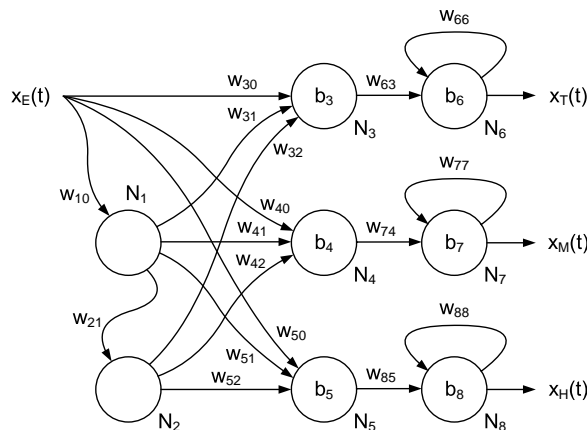 w66
xE(t) w30 b3 w63 b6 xT(t)
w31
N3 N6
w32
N1
w10
w77
w40
w41 b4 w74 b7 xM(t)
w42
N4 N7
w21
w88
w50
w51
w52 b5 w85 b8 xH(t)
N2 N5 N8